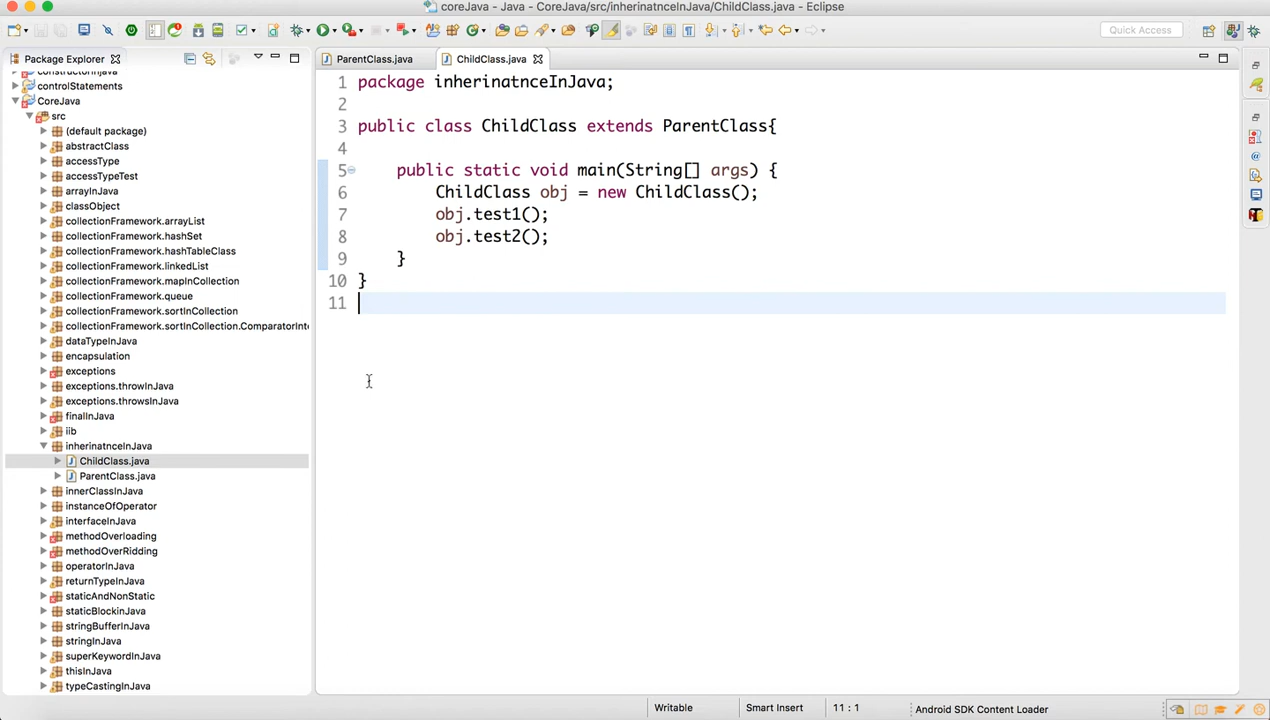 coreJava - Java - CoreJava/src/inherinatnceInJava/ChildClass.java - Eclipse
Quick Access
Package Explorer
ParentClass.java
ChildClass.java
controlStatements
CoreJava
src
(default package)
abstractClass
accessType
accessTypeTest
arrayInJava
classObject
collectionFramework.arrayList
collectionFramework.hashSet
collectionFramework.hashTableClass
collectionFramework.linkedList
collectionFramework.mapInCollection
collectionFramework.queue
collectionFramework.sortInCollection
collectionFramework.sortInCollection.ComparatorInte
dataTypeInJava
encapsulation
exceptions
exceptions.throwInJava
exceptions.throwsInJava
finalInJava
iib
inherinatnceInJava
ChildClass.java
ParentClass.java
innerClassInJava
instanceOfOperator
interfaceInJava
methodOverloading
methodOverRidding
operatorInJava
returnTypeInJava
staticAndNonStatic
staticBlockinJava
stringBufferInJava
stringInJava
superKeywordInJava
thisInJava
typeCastingInJava
1 package inherinatnceInJava;
2
3 public class ChildClass extends ParentClass{
4
5 public static void main(String[] args) {
6 ChildClass obj = new ChildClass();
7 obj.test1();
8 obj.test2();
9 }
10 }
11
Writable
Smart Insert
11 : 1
Android SDK Content Loader